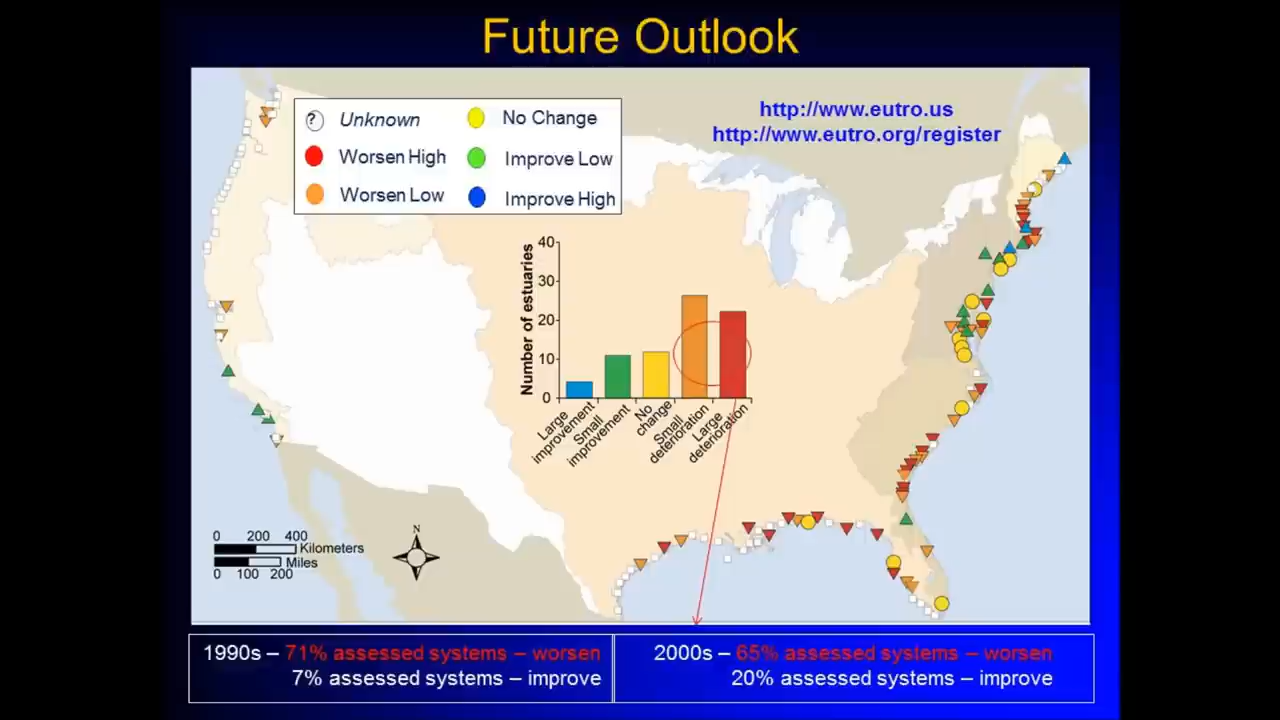 Future Outlook
http://www.eutro.us
http://www.eutro.org/register
? Unknown
No Change
Worsen High
Improve Low
Worsen Low
Improve High
Number of estuaries
40
30
20
10
0
Large improvement
Small improvement
No change
Small deterioration
Large deterioration
N
0 200 400
Kilometers
Miles
0 100 200
1990s – 71% assessed systems – worsen
7% assessed systems – improve
2000s – 65% assessed systems – worsen
20% assessed systems – improve